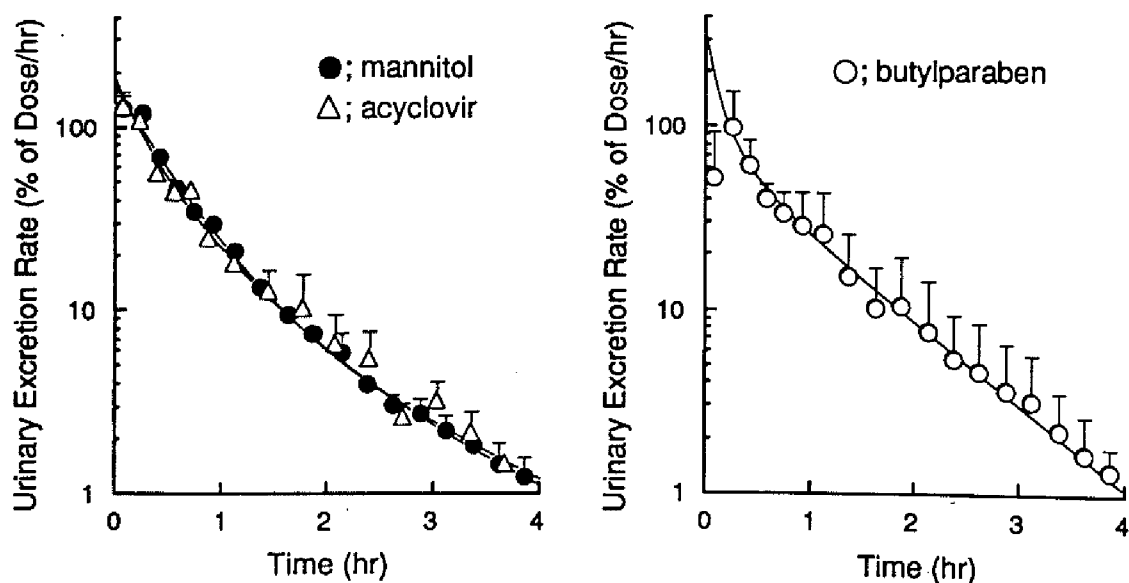 Urinary Excretion Rate (% of Dose/hr)
100
10
1
0 1 2 3 4
Time (hr)
●; mannitol
△; acyclovir
Urinary Excretion Rate (% of Dose/hr)
100
10
1
0 1 2 3 4
Time (hr)
○; butylparaben